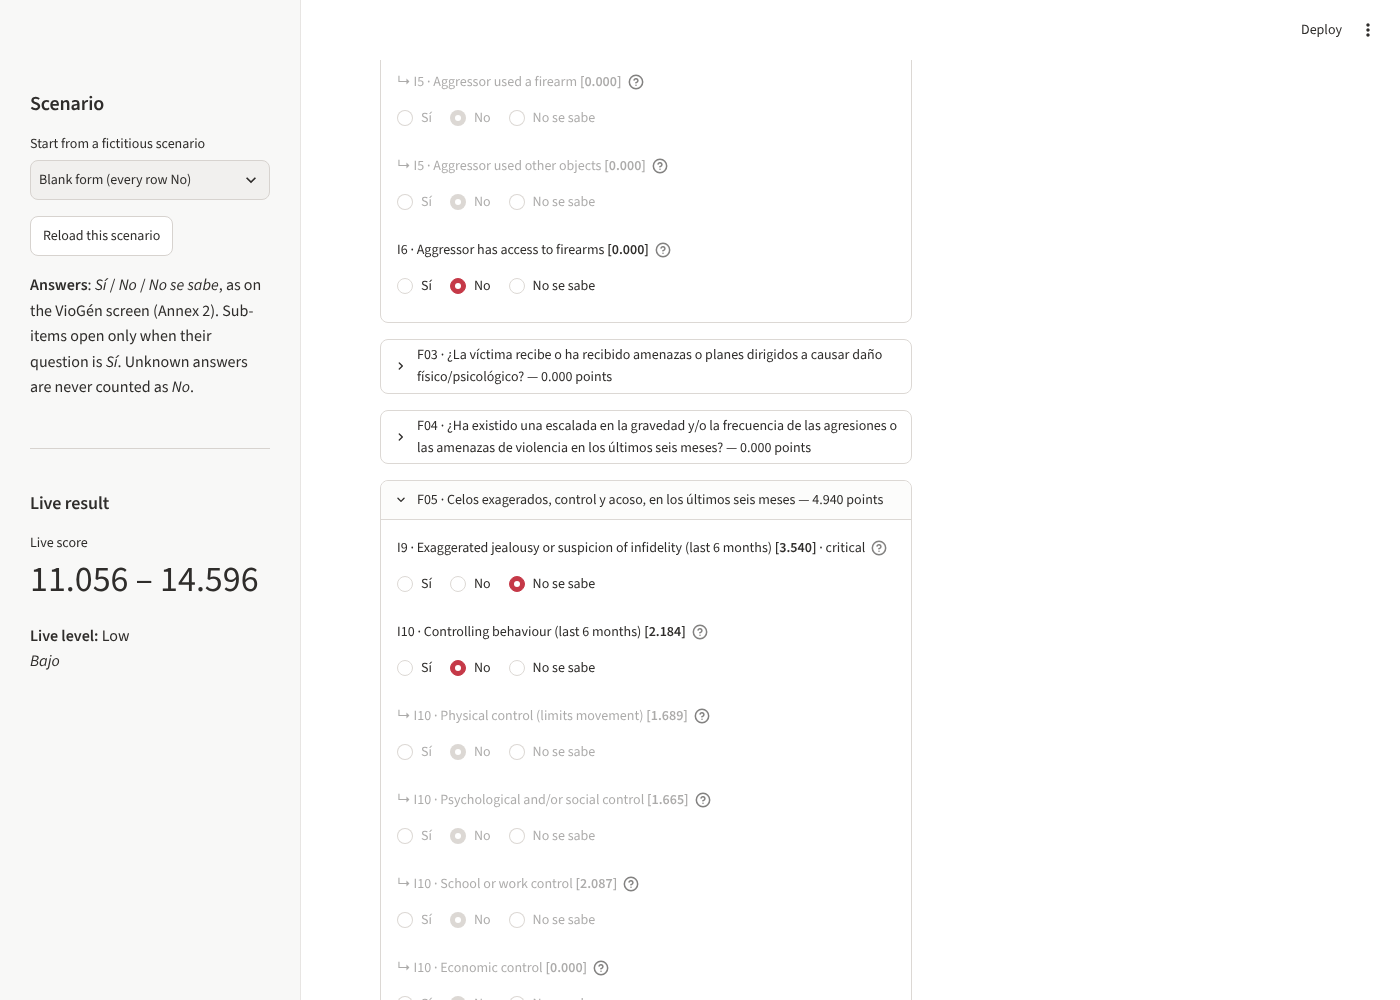 Deploy
Scenario
Start from a fictitious scenario
Blank form (every row No)
Reload this scenario
Answers: Sí / No / No se sabe, as on
the VioGén screen (Annex 2). Sub-
items open only when their
question is Sí. Unknown answers
are never counted as No.
Live result
Live score
11.056 – 14.596
Live level: Low
Bajo
↳ I5 · Aggressor used a firearm [0.000]
Sí No No se sabe
↳ I5 · Aggressor used other objects [0.000]
Sí No No se sabe
I6 · Aggressor has access to firearms [0.000]
Sí No No se sabe
F03 · ¿La víctima recibe o ha recibido amenazas o planes dirigidos a causar daño
físico/psicológico? — 0.000 points
F04 · ¿Ha existido una escalada en la gravedad y/o la frecuencia de las agresiones o
las amenazas de violencia en los últimos seis meses? — 0.000 points
F05 · Celos exagerados, control y acoso, en los últimos seis meses — 4.940 points
I9 · Exaggerated jealousy or suspicion of infidelity (last 6 months) [3.540] · critical
Sí No No se sabe
I10 · Controlling behaviour (last 6 months) [2.184]
Sí No No se sabe
↳ I10 · Physical control (limits movement) [1.689]
Sí No No se sabe
↳ I10 · Psychological and/or social control [1.665]
Sí No No se sabe
↳ I10 · School or work control [2.087]
Sí No No se sabe
↳ I10 · Economic control [0.000]